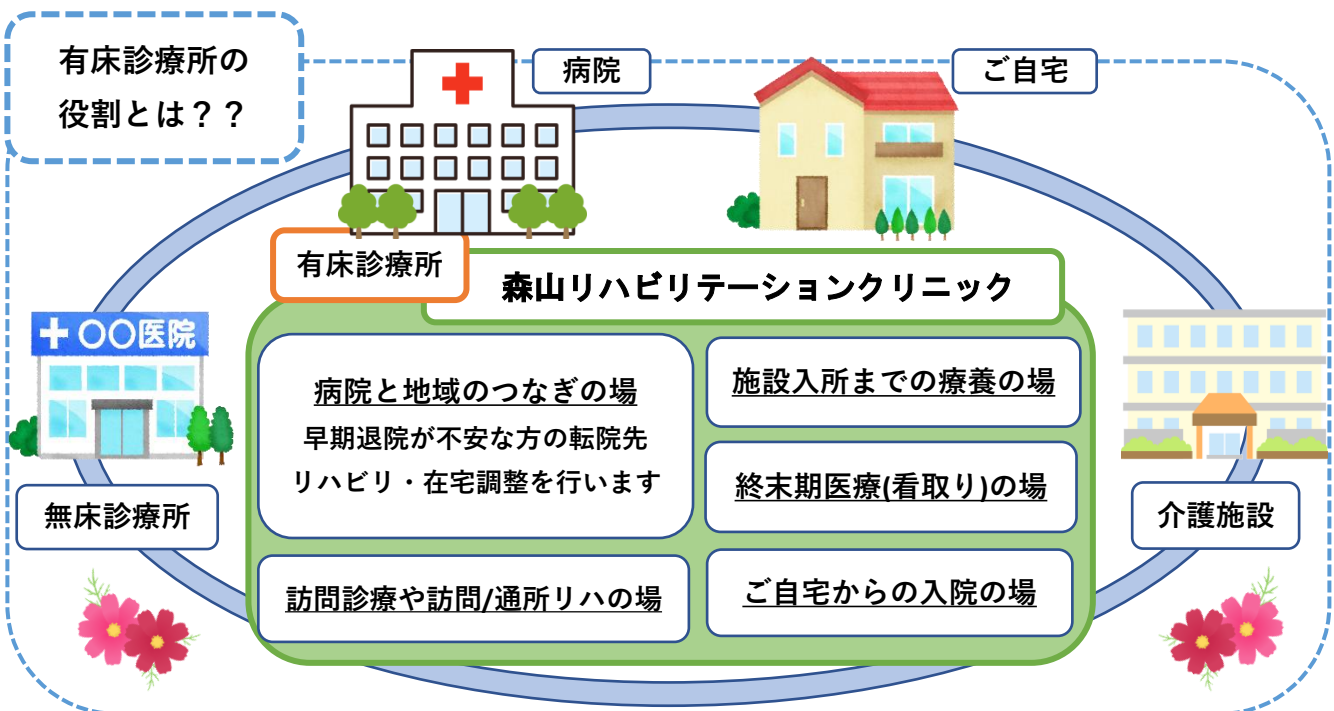 有床診療所の
役割とは？？
病院
ご自宅
有床診療所
森山リハビリテーションクリニック
〇〇医院
無床診療所
病院と地域のつなぎの場
早期退院が不安な方の転院先
リハビリ・在宅調整を行います
訪問診療や訪問/通所リハの場
施設入所までの療養の場
終末期医療(看取り)の場
ご自宅からの入院の場
介護施設